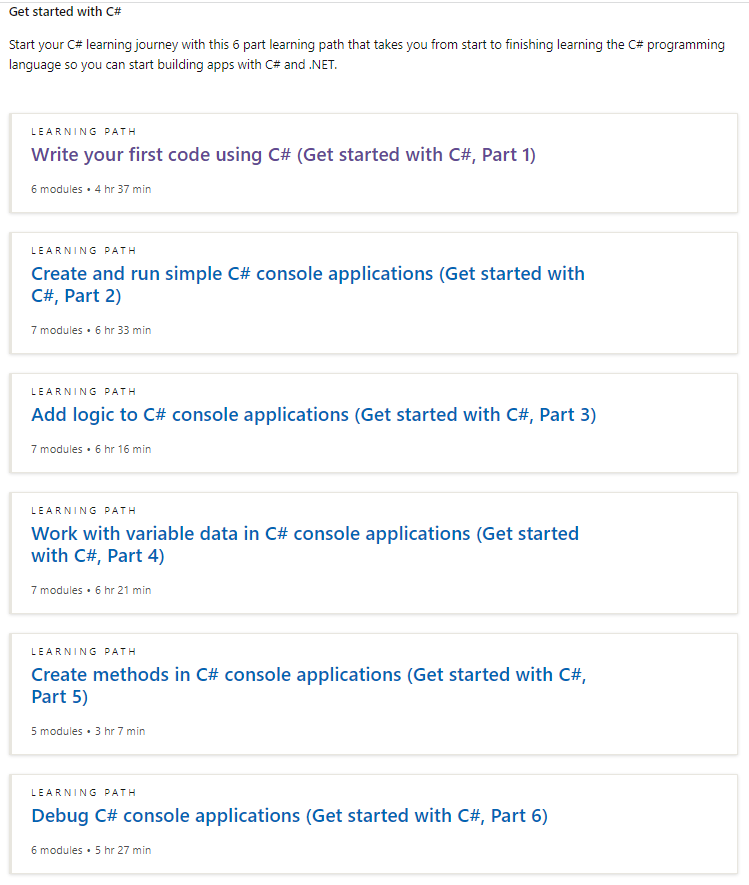 Get started with C#
Start your C# learning journey with this 6 part learning path that takes you from start to finishing learning the C# programming
language so you can start building apps with C# and .NET.
LEARNING PATH
Write your first code using C# (Get started with C#, Part 1)
6 modules • 4 hr 37 min
LEARNING PATH
Create and run simple C# console applications (Get started with
C#, Part 2)
7 modules • 6 hr 33 min
LEARNING PATH
Add logic to C# console applications (Get started with C#, Part 3)
7 modules • 6 hr 16 min
LEARNING PATH
Work with variable data in C# console applications (Get started
with C#, Part 4)
7 modules • 6 hr 21 min
LEARNING PATH
Create methods in C# console applications (Get started with C#,
Part 5)
5 modules • 3 hr 7 min
LEARNING PATH
Debug C# console applications (Get started with C#, Part 6)
6 modules • 5 hr 27 min